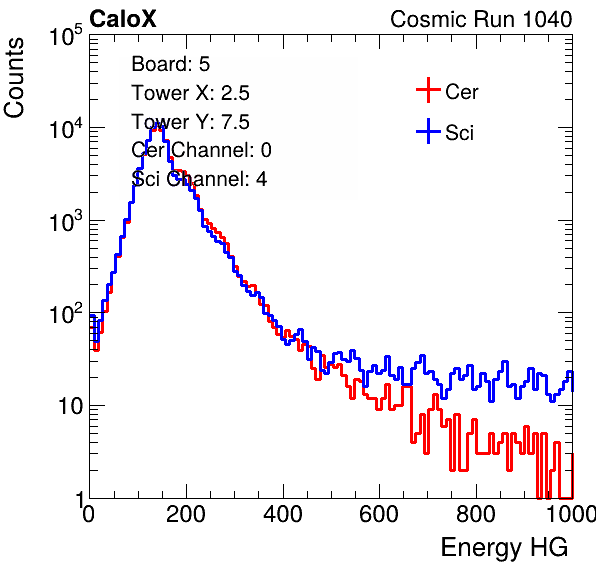 CaloX Cosmic Run 1040
Counts
Board: 5
Tower X: 2.5
Tower Y: 7.5
Cer Channel: 0
Sci Channel: 4
Cer
Sci
10^5
10^4
10^3
10^2
10
1
0 200 400 600 800 1000
Energy HG